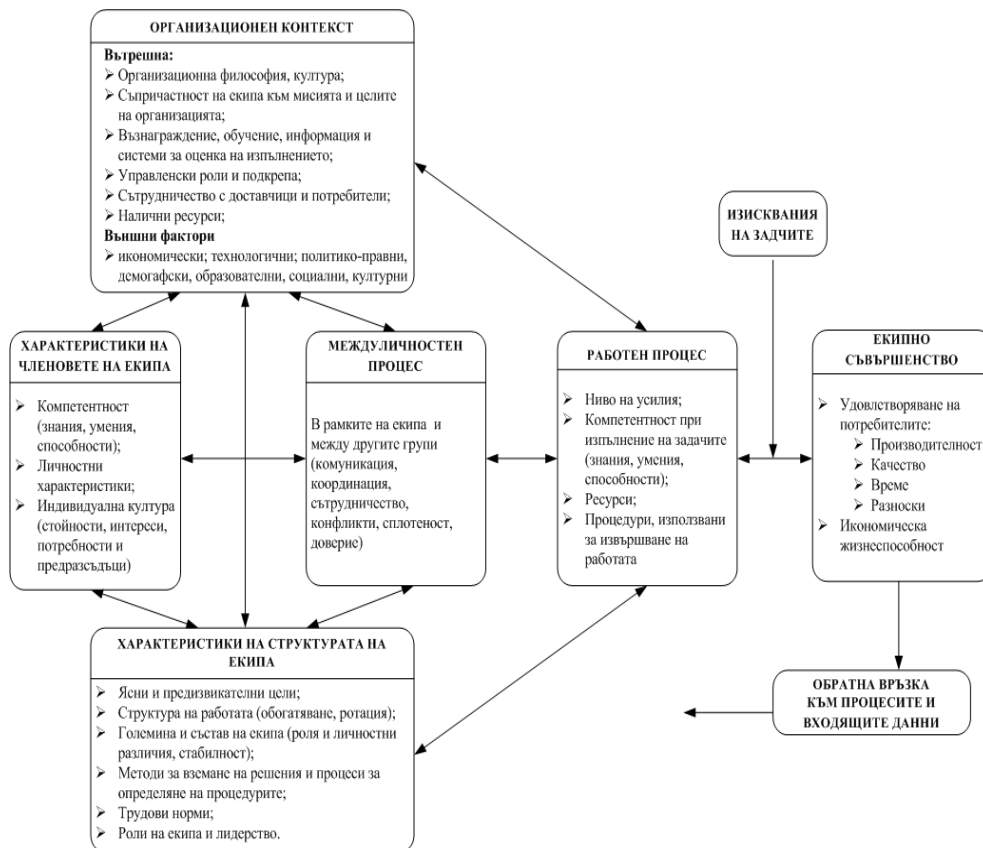 ОРГАНИЗАЦИОНЕН КОНТЕКСТ
Вътрешна:
➢ Организационна философия, култура;
➢ Съпричастност на екипа към мисията и целите
на организацията;
➢ Възнаграждение, обучение, информация и
системи за оценка на изпълнението;
➢ Управленски роли и подкрепа;
➢ Сътрудничество с доставчици и потребители;
➢ Налични ресурси;
Външни фактори
➢ икономически; технологични; политико-правни,
демогафски, образователни, социални, културни
ИЗИСКВАНИЯ
НА ЗАДЧИТЕ
ХАРАКТЕРИСТИКИ НА
ЧЛЕНОВЕТЕ НА ЕКИПА
➢ Компетентност
(знания, умения,
способности);
➢ Личностни
характеристики;
➢ Индивидуална култура
(стойности, интереси,
потребности и
предразсъдъци)
МЕЖДУЛИЧНОСТЕН
ПРОЦЕС
В рамките на екипа и
между другите групи
(комуникация,
координация,
сътрудничество,
конфликти, сплотеност,
доверие)
РАБОТЕН ПРОЦЕС
➢ Ниво на усилия;
➢ Компетентност при
изпълнение на задачите
(знания, умения,
способности);
➢ Ресурси;
➢ Процедури, използвани
за извършване на
работата
ЕКИПНО
СЪВЪРШЕНСТВО
➢ Удовлетворяване на
потребителите:
➢ Производителност
➢ Качество
➢ Време
➢ Разноски
➢ Икономическа
жизнеспособност
ХАРАКТЕРИСТИКИ НА СТРУКТУРАТА НА
ЕКИПА
➢ Ясни и предизвикателни цели;
➢ Структура на работата (обогатяване, ротация);
➢ Големина и състав на екипа (роля и личностни
различия, стабилност);
➢ Методи за вземане на решения и процеси за
определяне на процедурите;
➢ Трудови норми;
➢ Роли на екипа и лидерство.
ОБРАТНА ВРЪЗКА
КЪМ ПРОЦЕСИТЕ И
ВХОДЯЩИТЕ ДАННИ